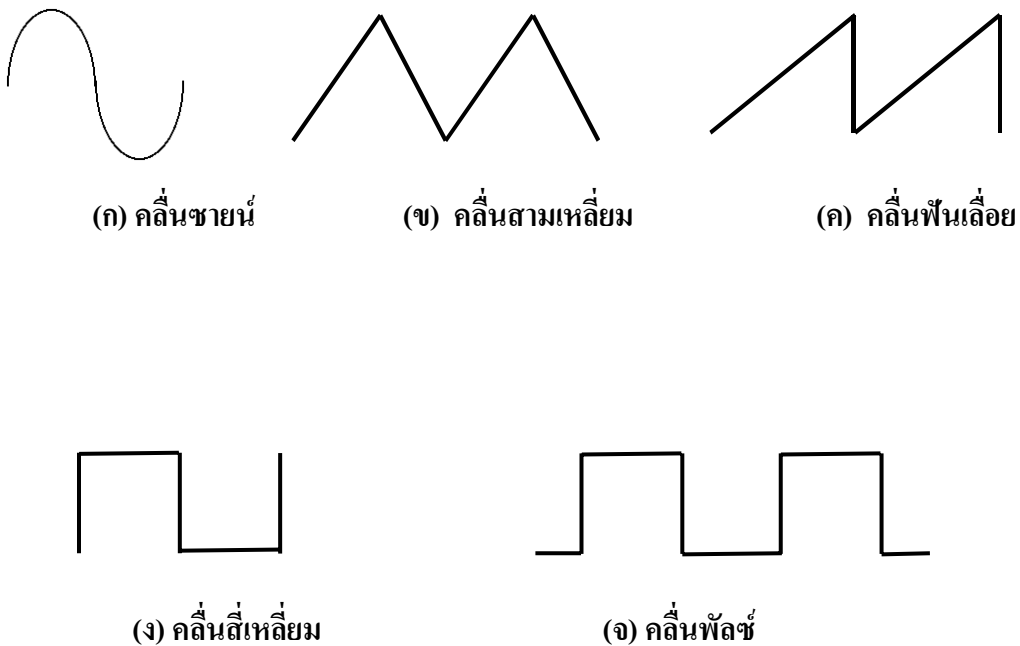 (ก) คลื่นซายน์ (ข) คลื่นสามเหลี่ยม (ค) คลื่นฟันเลื่อย
(ง) คลื่นสี่เหลี่ยม (จ) คลื่นพัลซ์